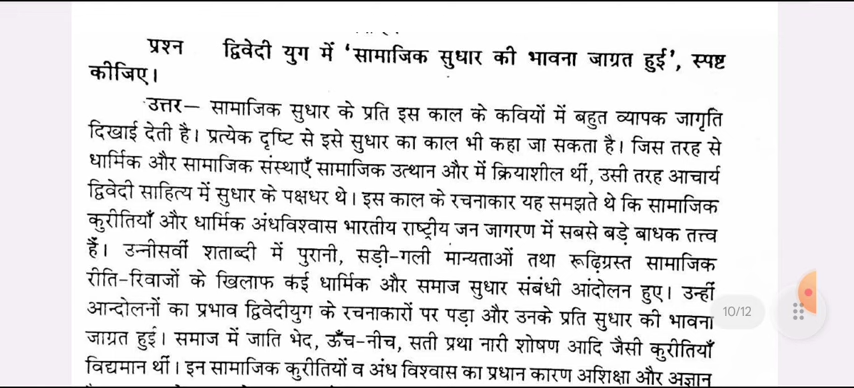 प्रश्न द्विवेदी युग में 'सामाजिक सुधार की भावना जाग्रत हुई', स्पष्ट
कीजिए।
उत्तर— सामाजिक सुधार के प्रति इस काल के कवियों में बहुत व्यापक जागृति
दिखाई देती है। प्रत्येक दृष्टि से इसे सुधार का काल भी कहा जा सकता है। जिस तरह से
धार्मिक और सामाजिक संस्थाएँ सामाजिक उत्थान और में क्रियाशील थीं, उसी तरह आचार्य
द्विवेदी साहित्य में सुधार के पक्षधर थे। इस काल के रचनाकार यह समझते थे कि सामाजिक
कुरीतियाँ और धार्मिक अंधविश्वास भारतीय राष्ट्रीय जन जागरण में सबसे बड़े बाधक तत्त्व
हैं। उन्नीसवीं शताब्दी में पुरानी, सड़ी-गली मान्यताओं तथा रूढ़िग्रस्त सामाजिक
रीति-रिवाजों के खिलाफ कई धार्मिक और समाज सुधार संबंधी आंदोलन हुए। उन्हीं
आन्दोलनों का प्रभाव द्विवेदीयुग के रचनाकारों पर पड़ा और उनके प्रति सुधार की भावना
10/12
जाग्रत हुई। समाज में जाति भेद, ऊँच-नीच, सती प्रथा नारी शोषण आदि जैसी कुरीतियाँ
विद्यमान थीं। इन सामाजिक कुरीतियों व अंध विश्वास का प्रधान कारण अशिक्षा और अज्ञान